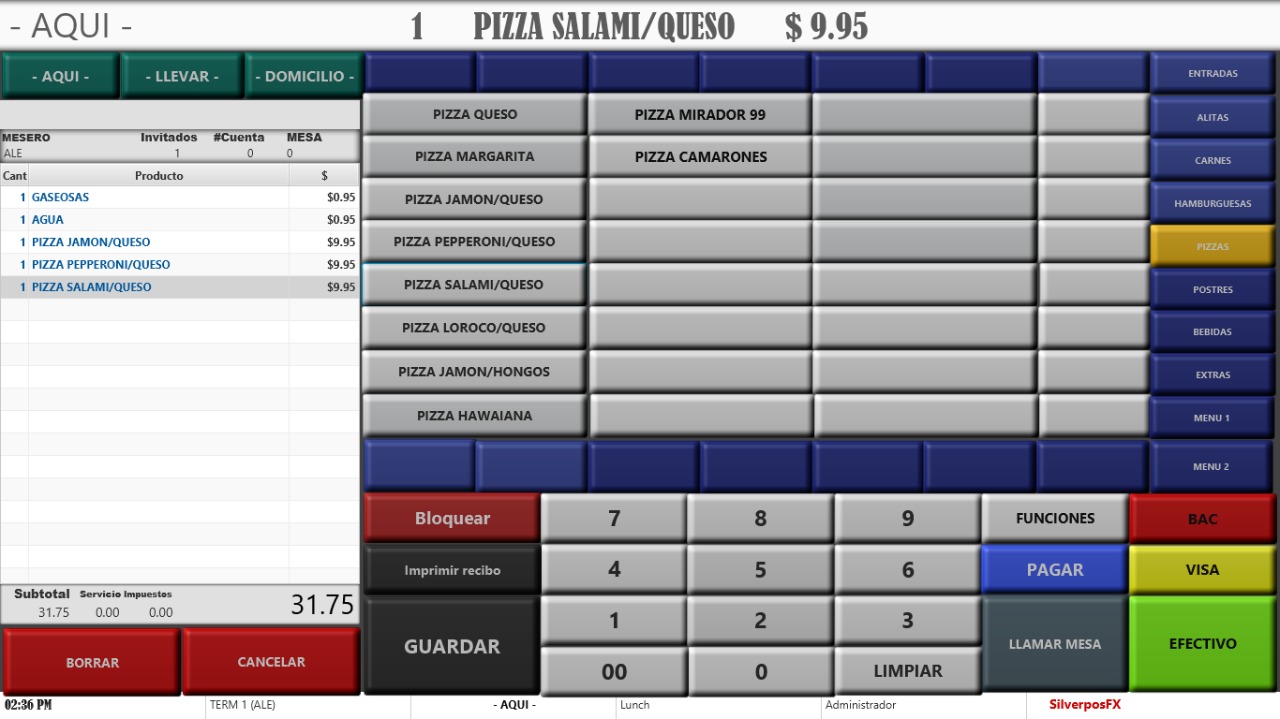 - AQUI - 1 PIZZA SALAMI/QUESO $ 9.95
- AQUI - - LLEVAR - - DOMICILIO - ENTRADAS
PIZZA QUESO PIZZA MIRADOR 99 ALITAS
MESERO Invitados #Cuenta MESA
ALE 1 0 0
PIZZA MARGARITA PIZZA CAMARONES CARNES
Cant Producto $
1 GASEOSAS $0.95
PIZZA JAMON/QUESO HAMBURGUESAS
1 AGUA $0.95
1 PIZZA JAMON/QUESO $9.95
PIZZA PEPPERONI/QUESO PIZZAS
1 PIZZA PEPPERONI/QUESO $9.95
1 PIZZA SALAMI/QUESO $9.95
PIZZA SALAMI/QUESO POSTRES
PIZZA LOROCO/QUESO BEBIDAS
PIZZA JAMON/HONGOS EXTRAS
PIZZA HAWAIANA MENU 1
MENU 2
Bloquear 7 8 9 FUNCIONES BAC
Imprimir recibo 4 5 6 PAGAR VISA
Subtotal Servicio Impuestos
31.75 0.00 0.00 31.75
1 2 3
GUARDAR LLAMAR MESA EFECTIVO
BORRAR CANCELAR
00 0 LIMPIAR
02:36 PM TERM 1 (ALE) - AQUI - Lunch Administrador SilverposFX